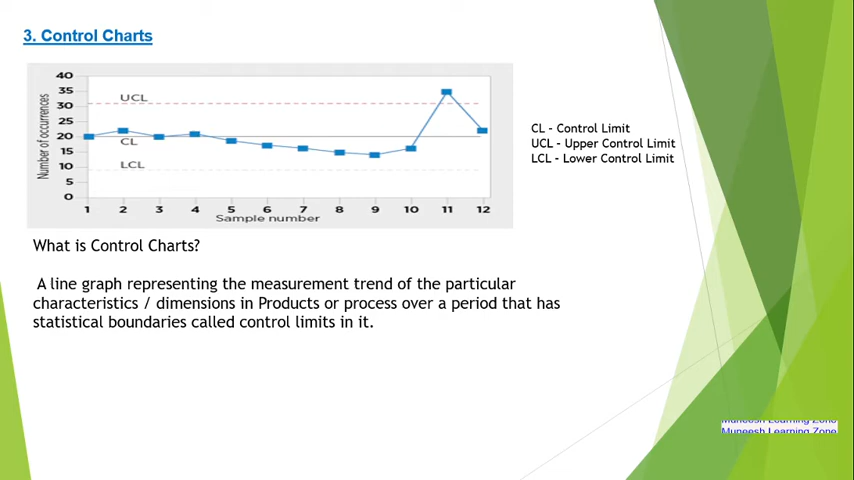 3. Control Charts
40
35
30
25
20
15
10
5
0
Number of occurrences
UCL
CL
LCL
1 2 3 4 5 6 7 8 9 10 11 12
Sample number
CL - Control Limit
UCL - Upper Control Limit
LCL - Lower Control Limit
What is Control Charts?
A line graph representing the measurement trend of the particular
characteristics / dimensions in Products or process over a period that has
statistical boundaries called control limits in it.
Muneesh Learning Zone
Muneesh Learning Zone